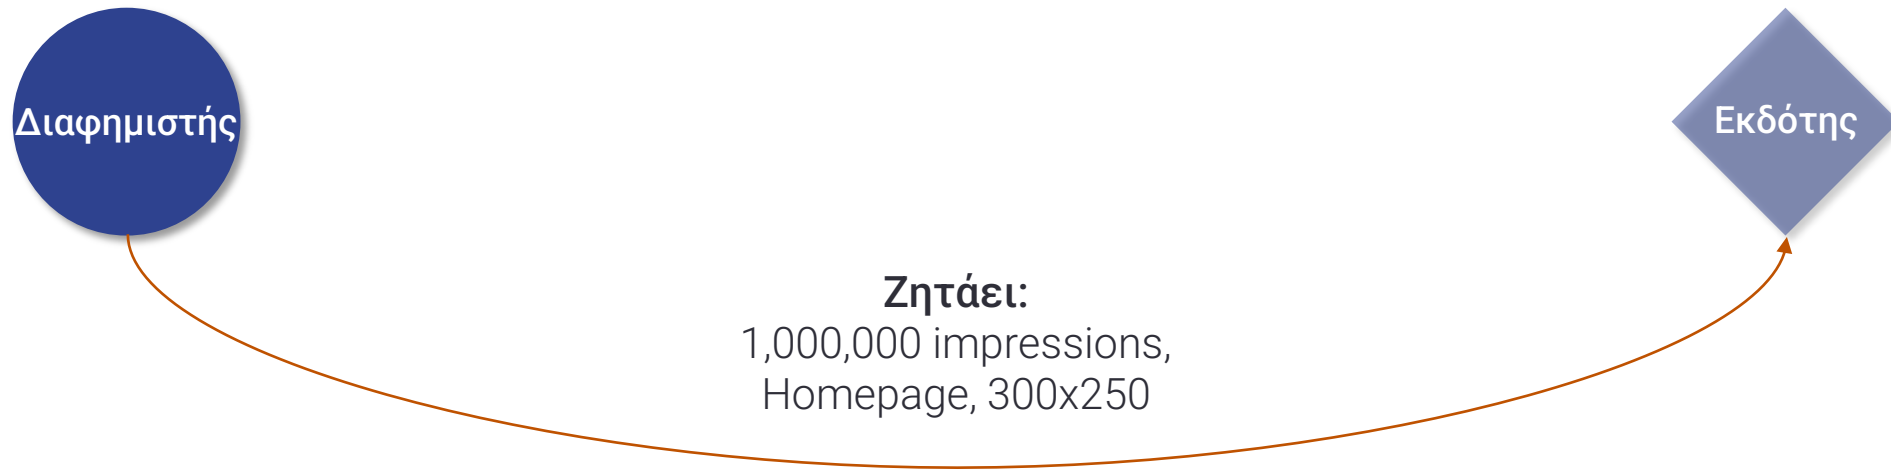 Διαφημιστής
Εκδότης
Ζητάει:
1,000,000 impressions,
Homepage, 300x250